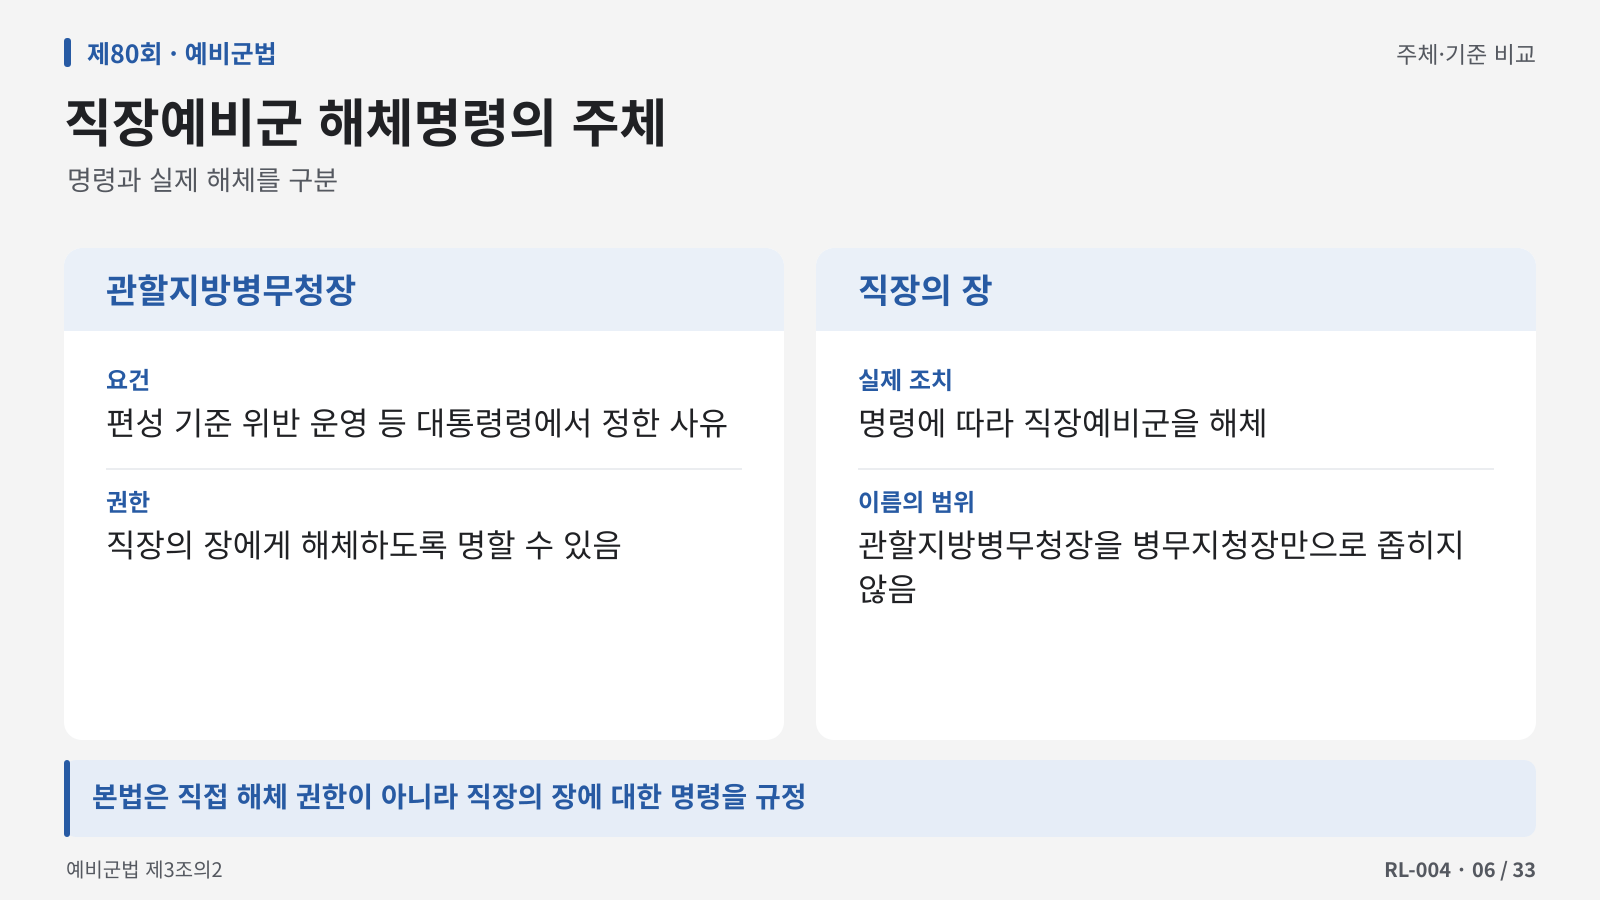 제80회 · 예비군법
주체·기준 비교
직장예비군 해체명령의 주체
명령과 실제 해체를 구분
관할지방병무청장
요건
편성 기준 위반 운영 등 대통령령에서 정한 사유
권한
직장의 장에게 해체하도록 명할 수 있음
직장의 장
실제 조치
명령에 따라 직장예비군을 해체
이름의 범위
관할지방병무청장을 병무지청장만으로 좁히지
않음
본법은 직접 해체 권한이 아니라 직장의 장에 대한 명령을 규정
예비군법 제3조의2
RL-004 · 06 / 33